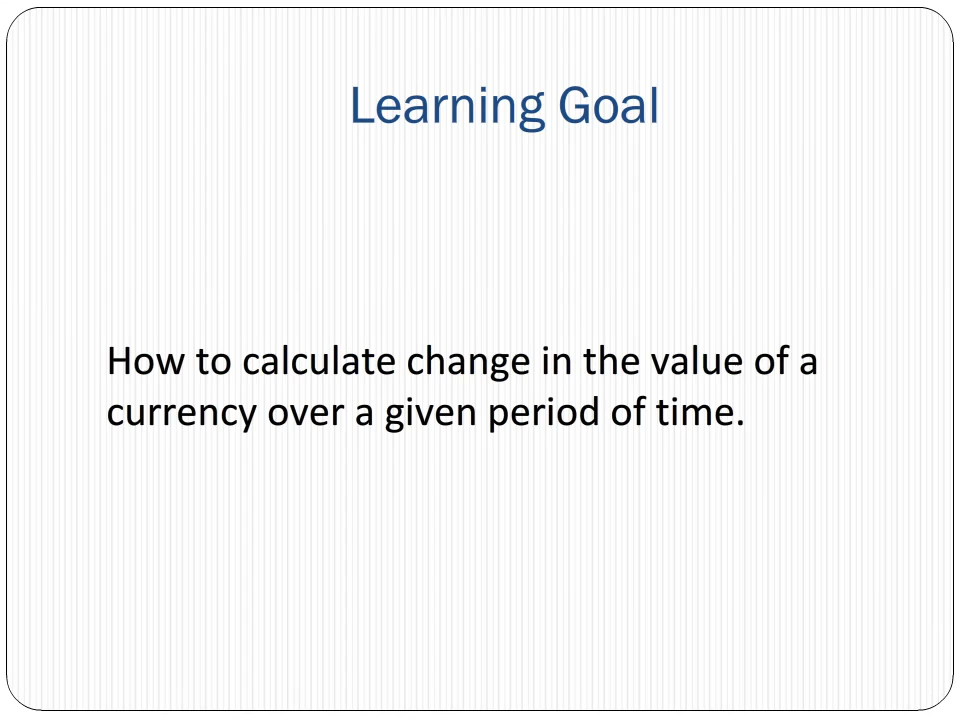 Learning Goal
How to calculate change in the value of a
currency over a given period of time.